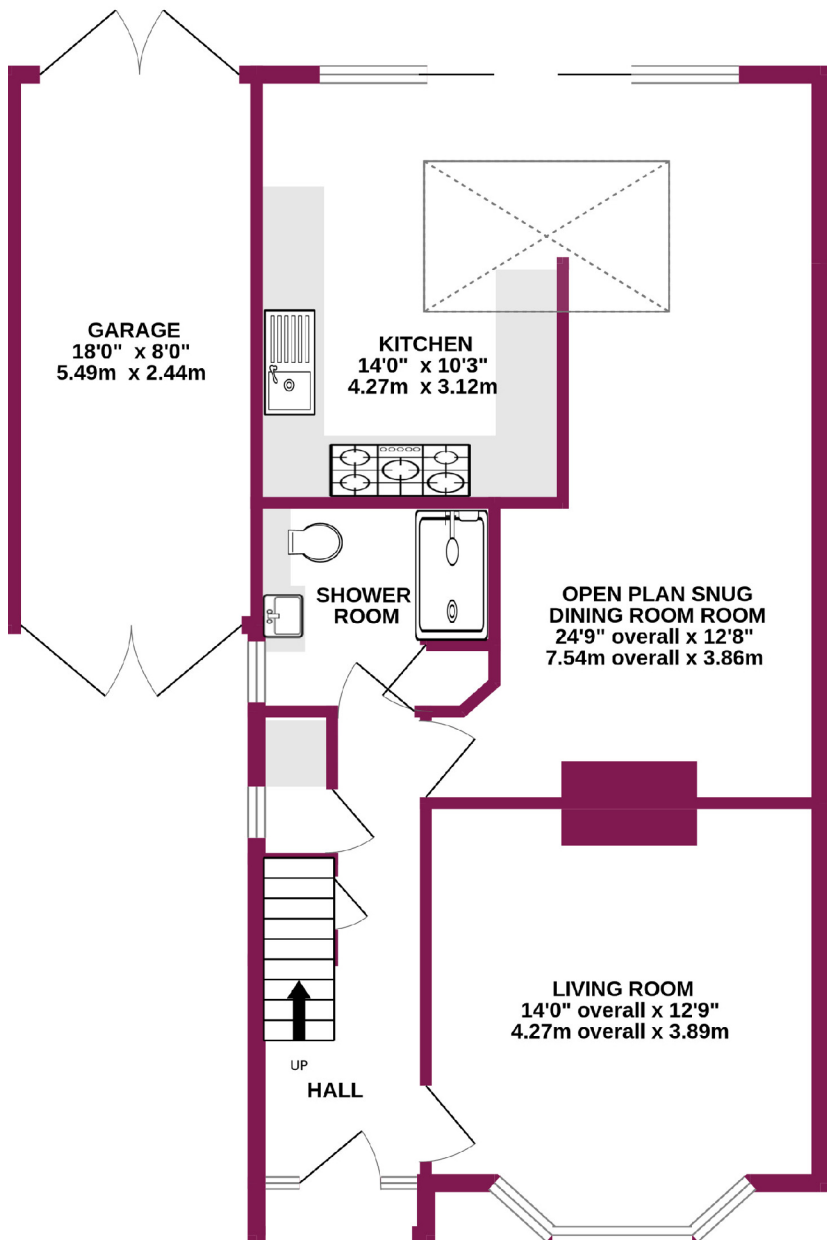 GARAGE
18'0" x 8'0"
5.49m x 2.44m
KITCHEN
14'0" x 10'3"
4.27m x 3.12m
SHOWER
ROOM
OPEN PLAN SNUG
DINING ROOM ROOM
24'9" overall x 12'8"
7.54m overall x 3.86m
LIVING ROOM
14'0" overall x 12'9"
4.27m overall x 3.89m
UP
HALL